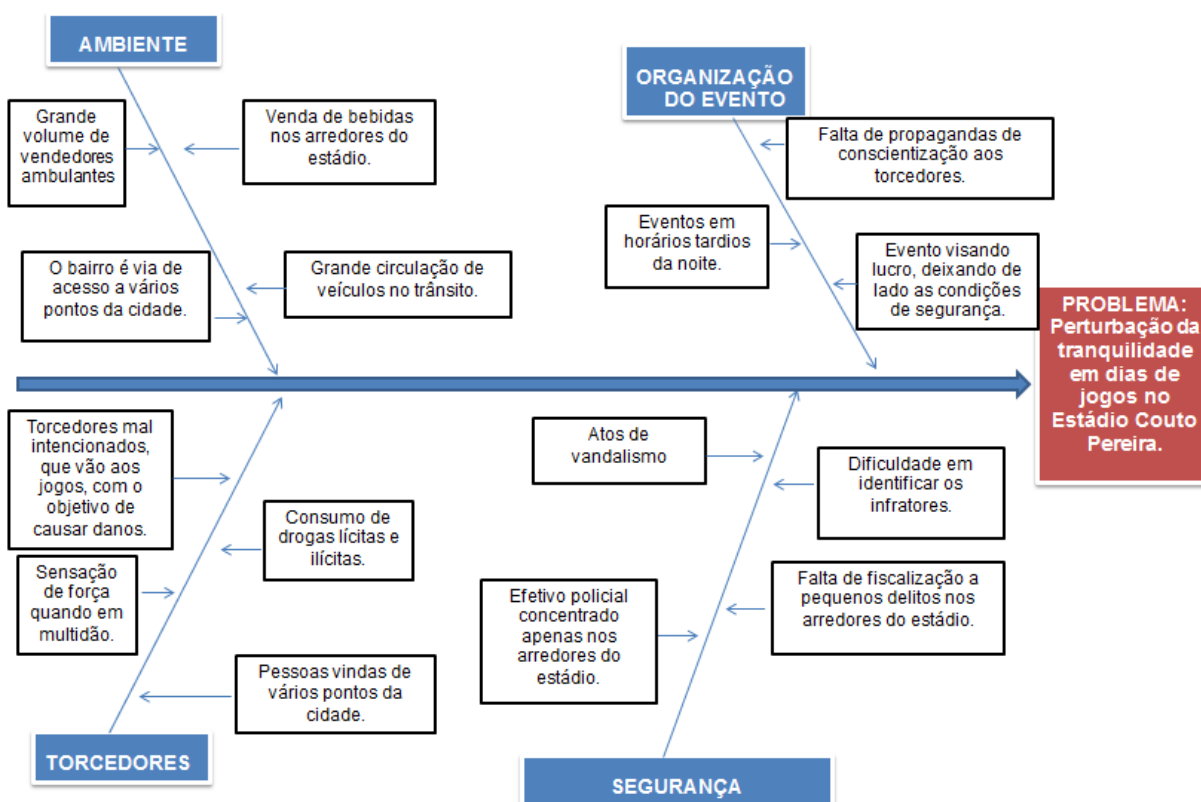 AMBIENTE
Grande
volume de
vendedores
ambulantes
Venda de bebidas
nos arredores do
estádio.
O bairro é via de
acesso a vários
pontos da cidade.
Grande circulação de
veículos no trânsito.
ORGANIZAÇÃO
DO EVENTO
Falta de propagandas de
conscientização aos
torcedores.
Eventos em
horários tardios
da noite.
Evento visando
lucro, deixando de
lado as condições
de segurança.
PROBLEMA:
Perturbação da
tranquilidade
em dias de
jogos no
Estádio Couto
Pereira.
Torcedores mal
intencionados,
que vão aos
jogos, com o
objetivo de
causar danos.
Consumo de
drogas lícitas e
ilícitas.
Sensação
de força
quando em
multidão.
Pessoas vindas de
vários pontos da
cidade.
TORCEDORES
Atos de
vandalismo
Dificuldade em
identificar os
infratores.
Efetivo policial
concentrado
apenas nos
arredores do
estádio.
Falta de fiscalização a
pequenos delitos nos
arredores do estádio.
SEGURANÇA